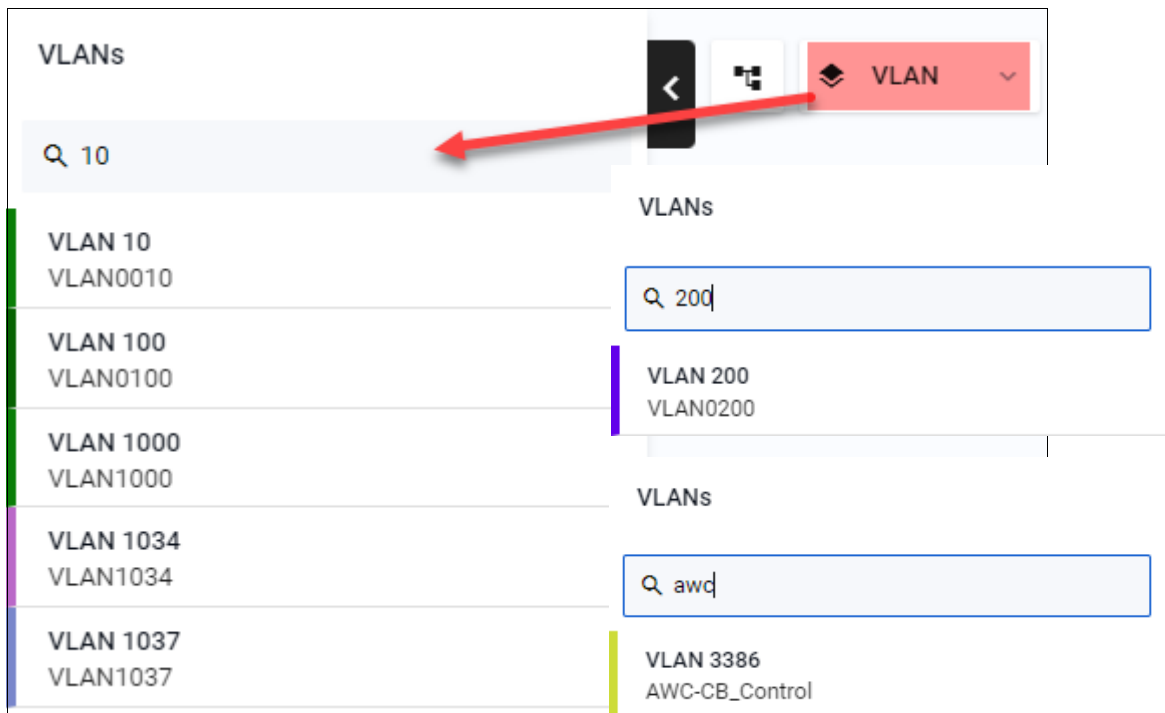 VLANs
VLAN
10
VLAN 10
VLAN0010
VLAN 100
VLAN0100
VLAN 1000
VLAN1000
VLAN 1034
VLAN1034
VLAN 1037
VLAN1037
VLANs
200
VLAN 200
VLAN0200
VLANs
awc
VLAN 3386
AWC-CB_Control